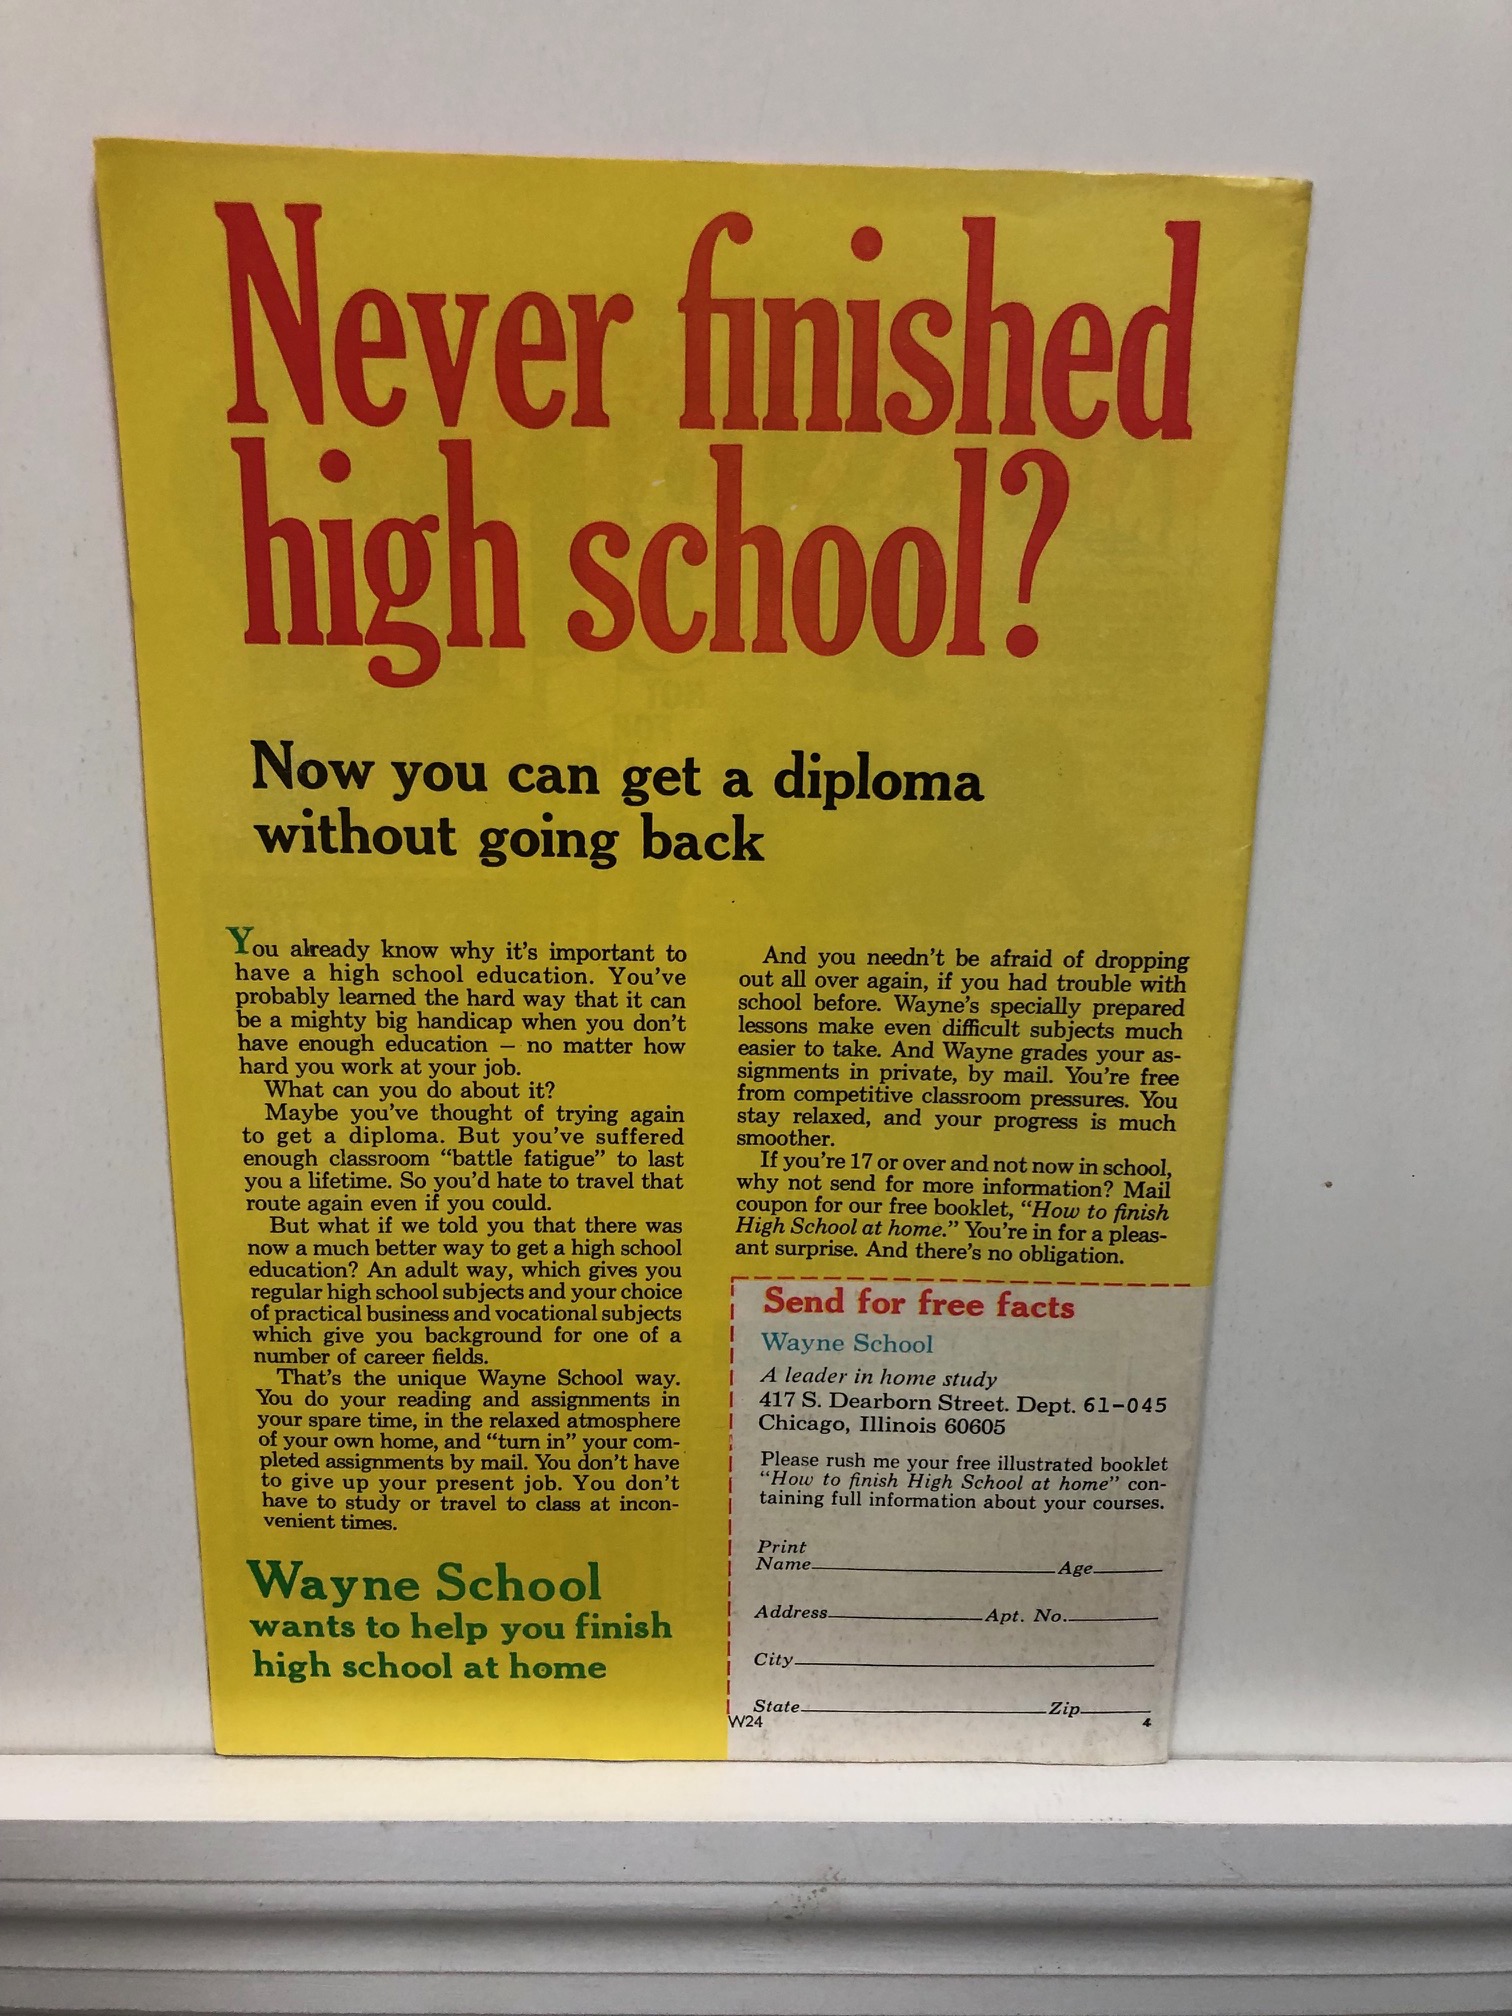 Never finished
high school?
Now you can get a diploma
without going back
You already know why it's important to
have a high school education. You've
probably learned the hard way that it can
be a mighty big handicap when you don't
have enough education — no matter how
hard you work at your job.
What can you do about it?
Maybe you've thought of trying again
to get a diploma. But you've suffered
enough classroom "battle fatigue" to last
you a lifetime. So you'd hate to travel that
route again even if you could.
But what if we told you that there was
now a much better way to get a high school
education? An adult way, which gives you
regular high school subjects and your choice
of practical business and vocational subjects
which give you background for one of a
number of career fields.
That's the unique Wayne School way.
You do your reading and assignments in
your spare time, in the relaxed atmosphere
of your own home, and "turn in" your com-
pleted assignments by mail. You don't have
to give up your present job. You don't
have to study or travel to class at incon-
venient times.
Wayne School
wants to help you finish
high school at home
And you needn't be afraid of dropping
out all over again, if you had trouble with
school before. Wayne's specially prepared
lessons make even difficult subjects much
easier to take. And Wayne grades your as-
signments in private, by mail. You're free
from competitive classroom pressures. You
stay relaxed, and your progress is much
smoother.
If you're 17 or over and not now in school,
why not send for more information? Mail
coupon for our free booklet, "How to finish
High School at home." You're in for a pleas-
ant surprise. And there's no obligation.
Send for free facts
Wayne School
A leader in home study
417 S. Dearborn Street. Dept. 61-045
Chicago, Illinois 60605
Please rush me your free illustrated booklet
"How to finish High School at home" con-
taining full information about your courses.
Print
Name Age
Address Apt. No.
City
State Zip
W24 4